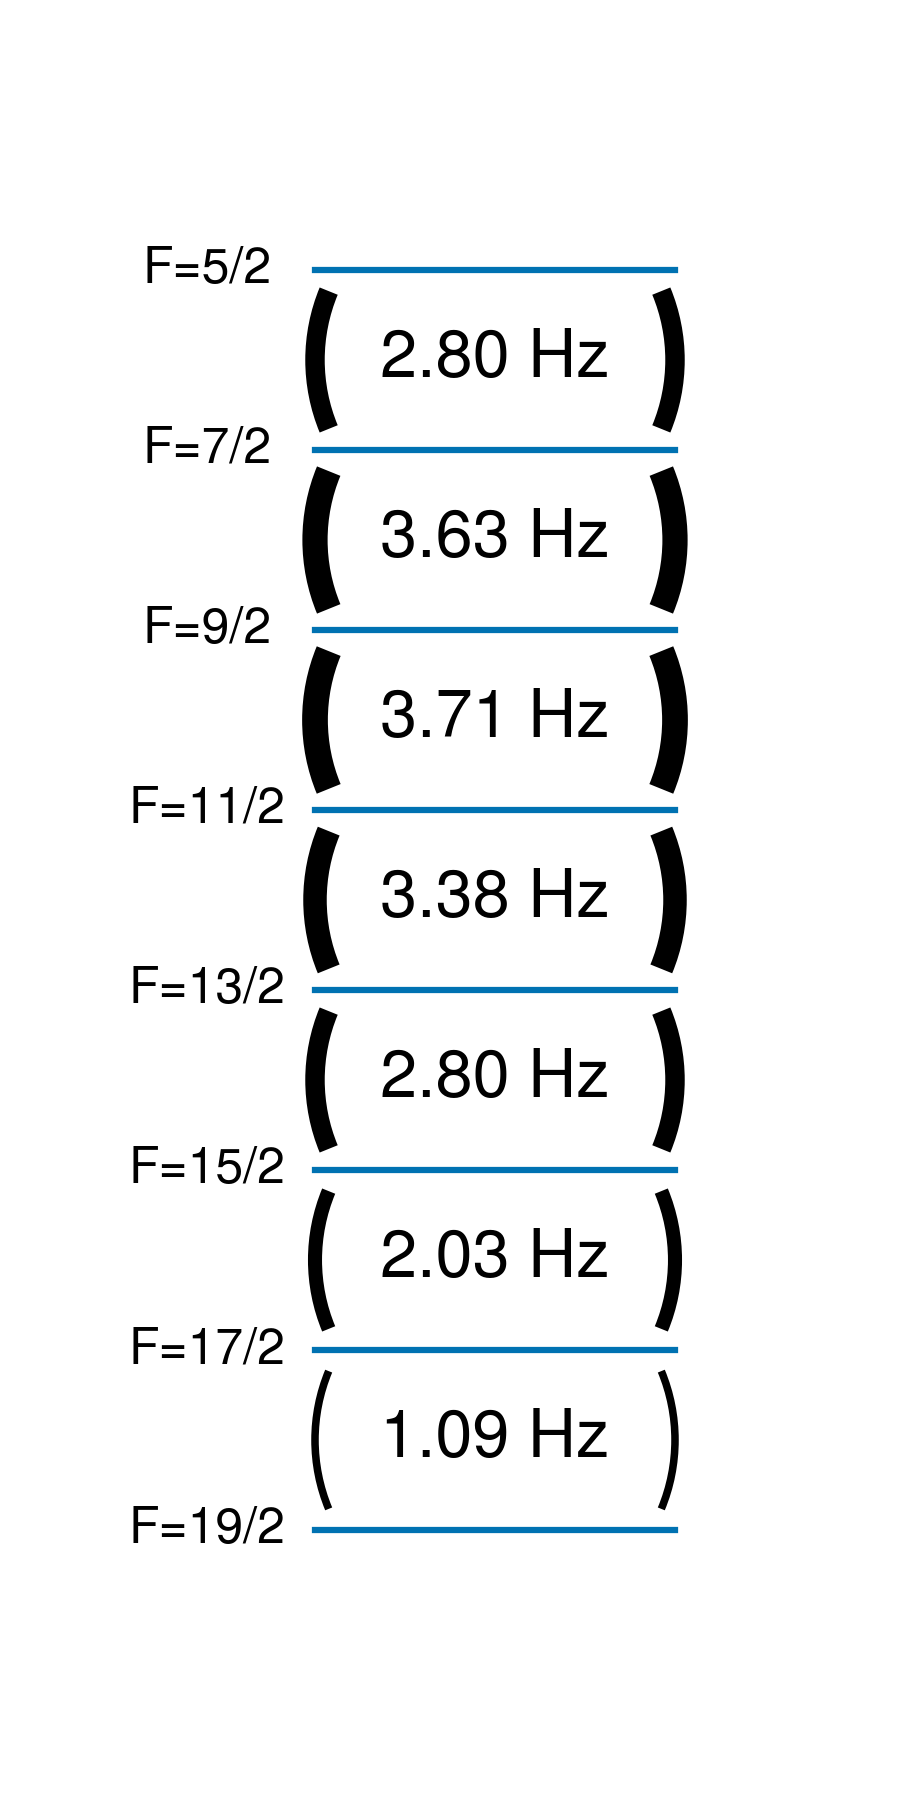 F=5/2
2.80 Hz
F=7/2
3.63 Hz
F=9/2
3.71 Hz
F=11/2
3.38 Hz
F=13/2
2.80 Hz
F=15/2
2.03 Hz
F=17/2
1.09 Hz
F=19/2